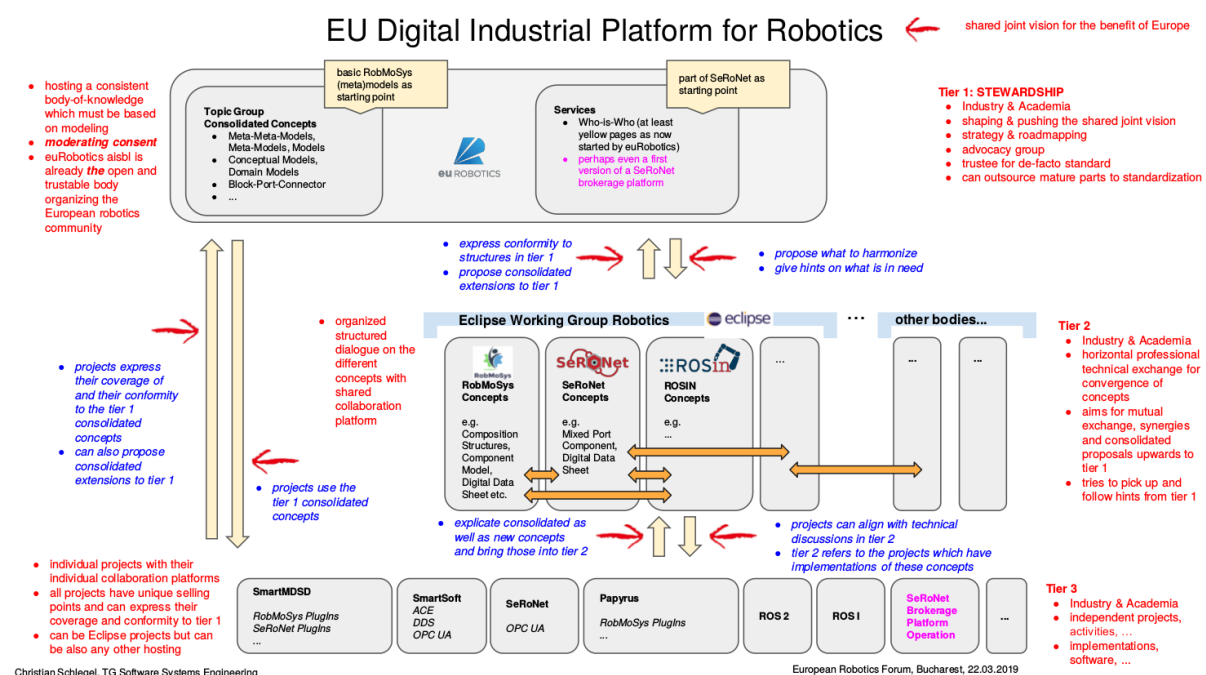 EU Digital Industrial Platform for Robotics
shared joint vision for the benefit of Europe
● hosting a consistent
body-of-knowledge
which must be based
on modeling
● moderating consent
● euRobotics aisbl is
already the open and
trustable body
organizing the
European robotics
community
basic RobMoSys
(meta)models as
starting point
Topic Group
Consolidated Concepts
● Meta-Meta-Models,
Meta-Models, Models
● Conceptual Models,
Domain Models
● Block-Port-Connector
● ...
eu ROBOTICS
part of SeRoNet as
starting point
Services
● Who-is-Who (at least
yellow pages as now
started by euRobotics)
● perhaps even a first
version of a SeRoNet
brokerage platform
Tier 1: STEWARDSHIP
● Industry & Academia
● shaping & pushing the shared joint vision
● strategy & roadmapping
● advocacy group
● trustee for de-facto standard
● can outsource mature parts to standardization
● express conformity to
structures in tier 1
● propose consolidated
extensions to tier 1
● propose what to harmonize
● give hints on what is in need
● projects express
their coverage of
and their conformity
to the tier 1
consolidated
concepts
● can also propose
consolidated
extensions to tier 1
● projects use the
tier 1 consolidated
concepts
● organized
structured
dialogue on the
different
concepts with
shared
collaboration
platform
Eclipse Working Group Robotics
eclipse
...
other bodies...
RobMoSys
RobMoSys
Concepts
e.g.
Composition
Structures,
Component
Model,
Digital Data
Sheet etc.
SeRoNet
SeRoNet
Concepts
e.g.
Mixed Port
Component,
Digital Data
Sheet
ROSin
ROSIN
Concepts
e.g.
...
...
...
...
Tier 2
● Industry & Academia
● horizontal professional
technical exchange for
convergence of
concepts
● aims for mutual
exchange, synergies
and consolidated
proposals upwards to
tier 1
● tries to pick up and
follow hints from tier 1
● explicate consolidated as
well as new concepts
and bring those into tier 2
● projects can align with technical
discussions in tier 2
● tier 2 refers to the projects which have
implementations of these concepts
● individual projects with their
individual collaboration platforms
● all projects have unique selling
points and can express their
coverage and conformity to tier 1
● can be Eclipse projects but can
be also any other hosting
SmartMDSD
RobMoSys PlugIns
SeRoNet PlugIns
...
SmartSoft
ACE
DDS
OPC UA
SeRoNet
OPC UA
Papyrus
RobMoSys PlugIns
...
ROS 2
ROS I
SeRoNet
Brokerage
Platform
Operation
...
Tier 3
● Industry & Academia
● independent projects,
activities, …
● implementations,
software, ...
Christian Schlegel, TG Software Systems Engineering
European Robotics Forum, Bucharest, 22.03.2019